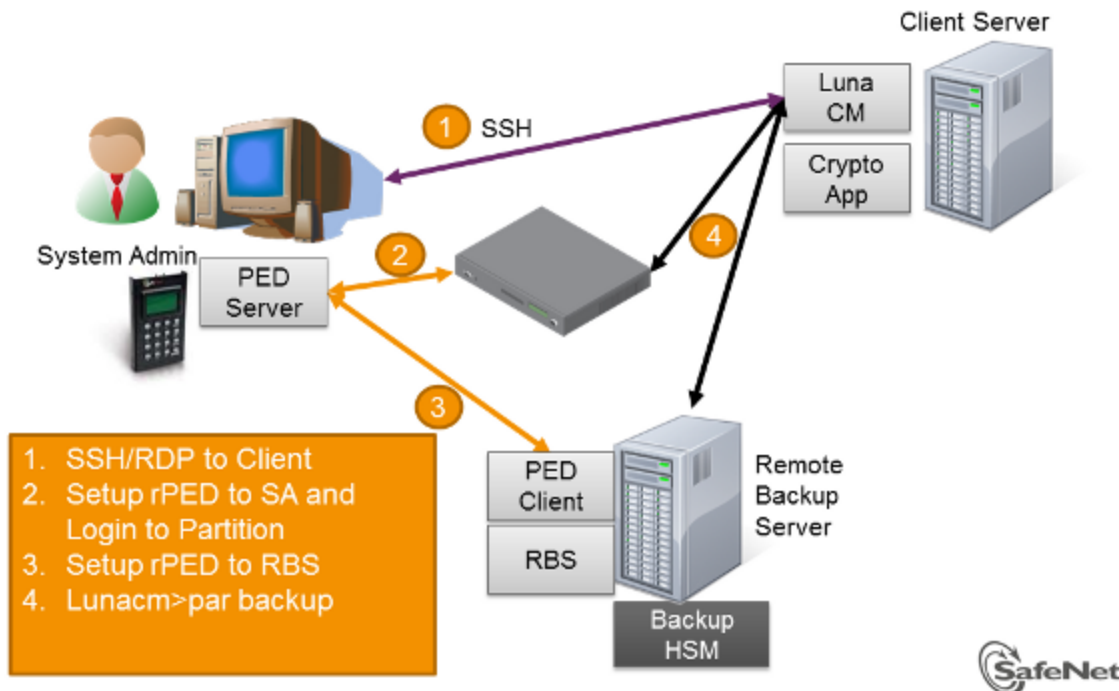 Client Server
Luna
CM
1 SSH
Crypto
App
4
2
System Admin
PED
Server
3
1. SSH/RDP to Client
2. Setup rPED to SA and
Login to Partition
3. Setup rPED to RBS
4. Lunacm>par backup
PED
Client
RBS
Remote
Backup
Server
Backup
HSM
SafeNet